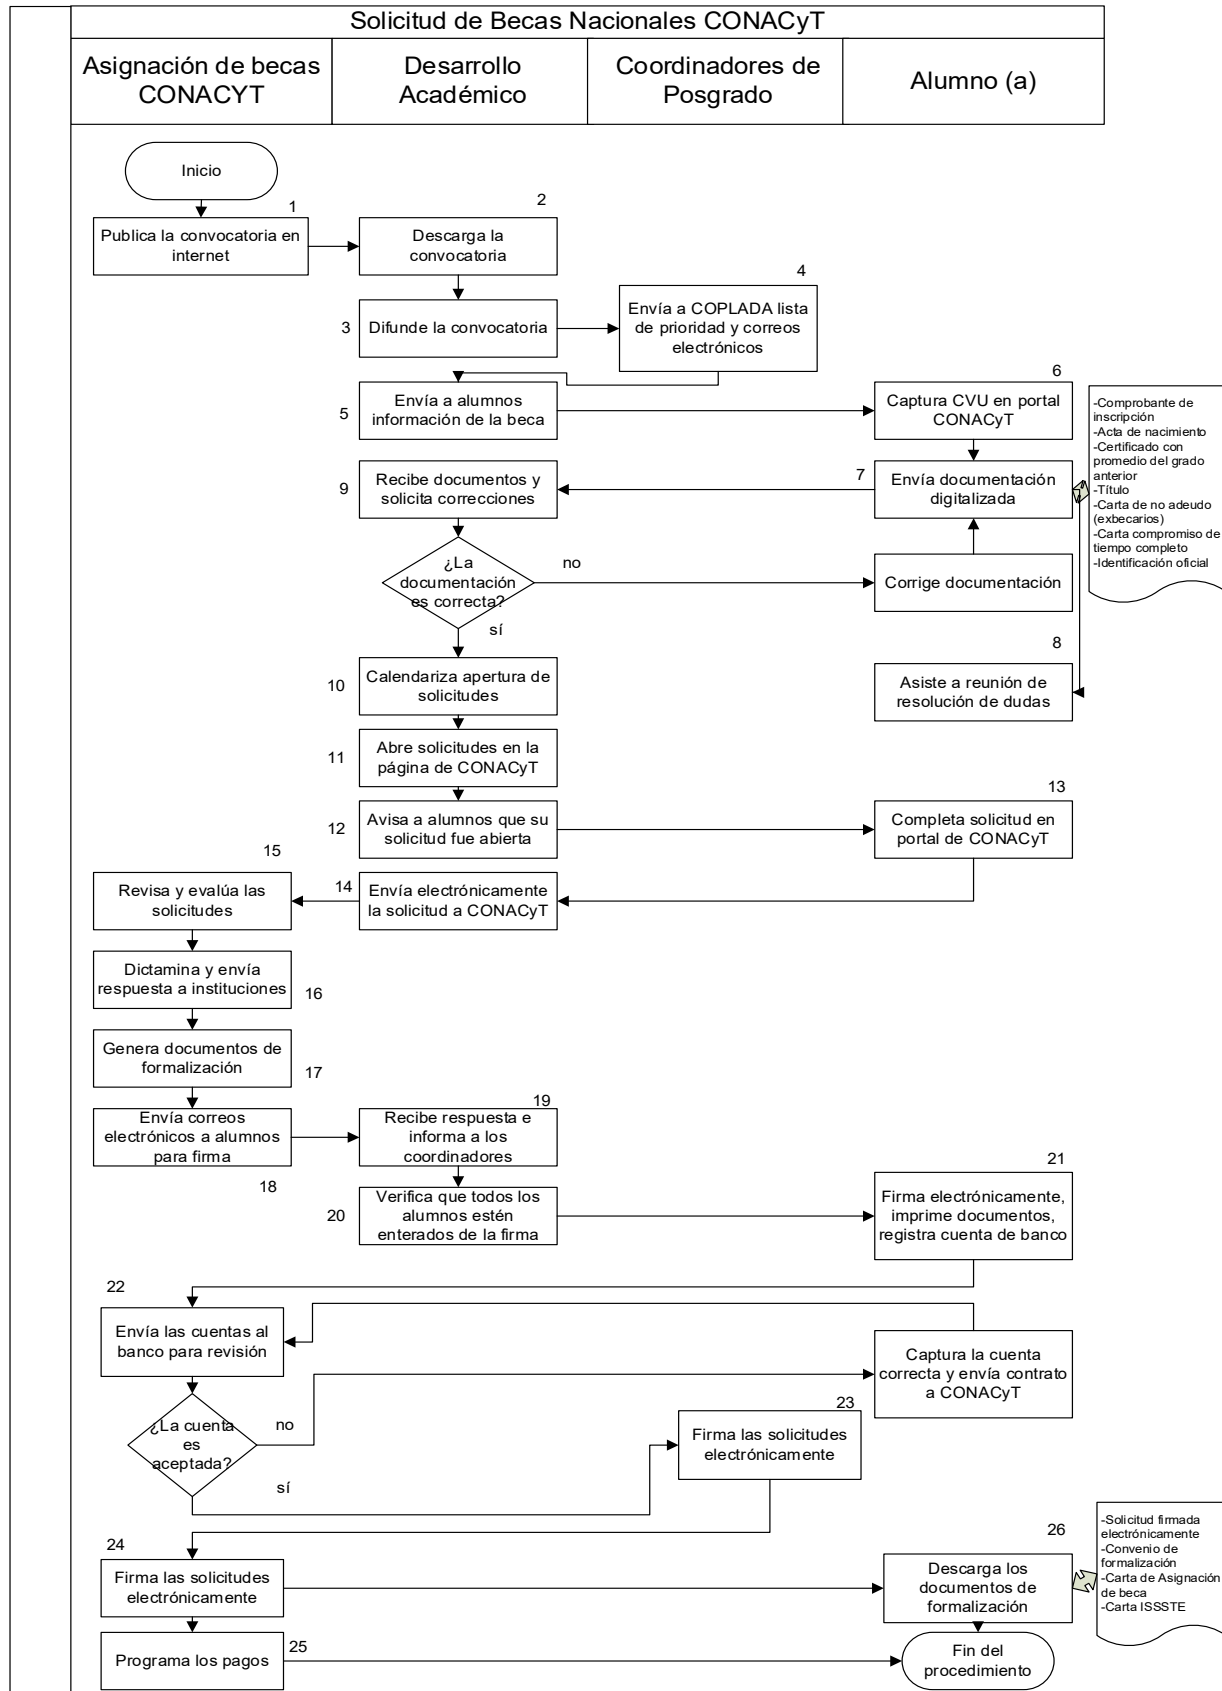 Solicitud de Becas Nacionales CONACyT
Asignación de becas
CONACYT
Desarrollo
Académico
Coordinadores de
Posgrado
Alumno (a)
Inicio
1
Publica la convocatoria en
internet
2
Descarga la
convocatoria
3
Difunde la convocatoria
4
Envía a COPLADA lista
de prioridad y correos
electrónicos
5
Envía a alumnos
información de la beca
6
Captura CVU en portal
CONACyT
-Comprobante de
inscripción
-Acta de nacimiento
-Certificado con
promedio del grado
anterior
-Título
-Carta de no adeudo
(exbecarios)
-Carta compromiso de
tiempo completo
-Identificación oficial
7
Envía documentación
digitalizada
9
Recibe documentos y
solicita correcciones
¿La
documentación
es correcta?
no
Corrige documentación
sí
8
Asiste a reunión de
resolución de dudas
10
Calendariza apertura de
solicitudes
11
Abre solicitudes en la
página de CONACyT
12
Avisa a alumnos que su
solicitud fue abierta
13
Completa solicitud en
portal de CONACyT
14
Envía electrónicamente
la solicitud a CONACyT
15
Revisa y evalúa las
solicitudes
Dictamina y envía
respuesta a instituciones
16
Genera documentos de
formalización
17
Envía correos
electrónicos a alumnos
para firma
18
19
Recibe respuesta e
informa a los
coordinadores
20
Verifica que todos los
alumnos estén
enterados de la firma
21
Firma electrónicamente,
imprime documentos,
registra cuenta de banco
22
Envía las cuentas al
banco para revisión
Captura la cuenta
correcta y envía contrato
a CONACyT
¿La cuenta
es
aceptada?
no
sí
23
Firma las solicitudes
electrónicamente
24
Firma las solicitudes
electrónicamente
26
Descarga los
documentos de
formalización
-Solicitud firmada
electrónicamente
-Convenio de
formalización
-Carta de Asignación
de beca
-Carta ISSSTE
25
Programa los pagos
Fin del
procedimiento